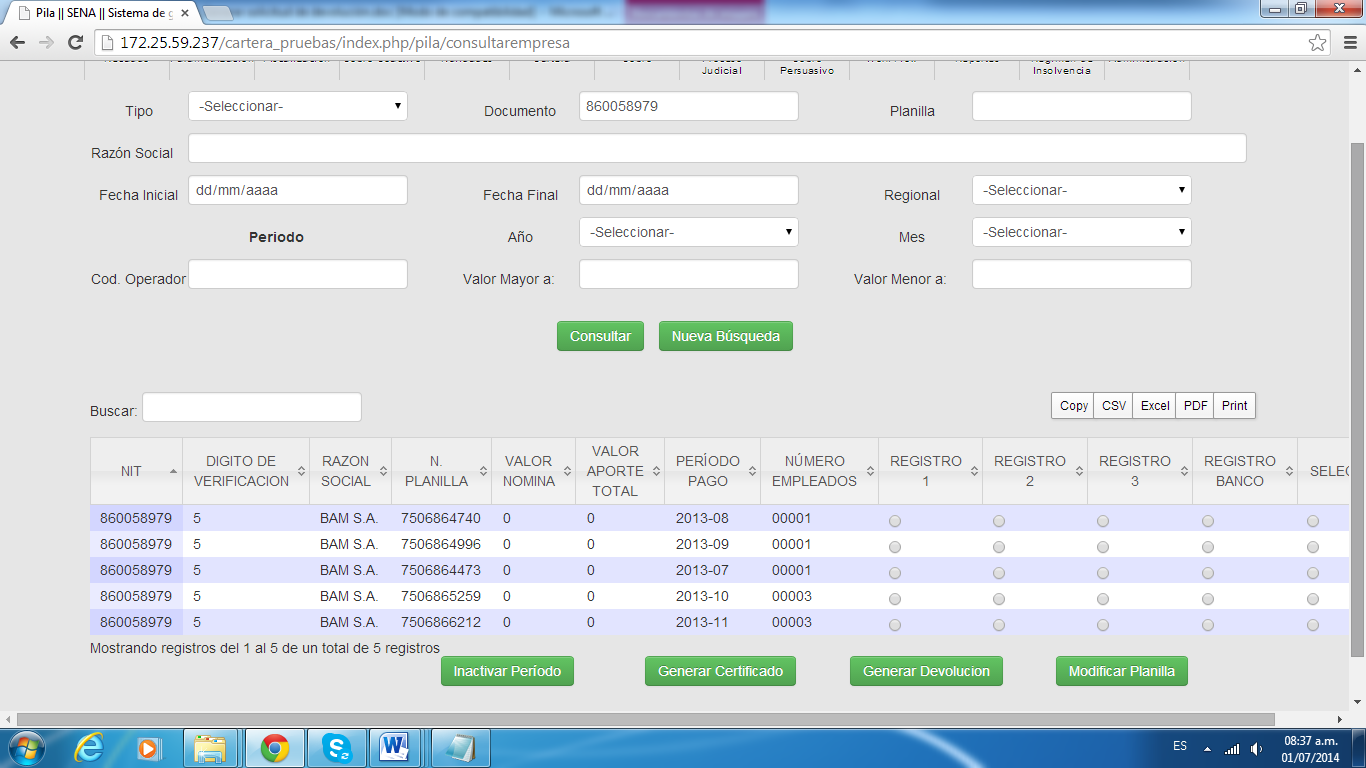 Pila || SENA || Sistema de g
172.25.59.237/cartera_pruebas/index.php/pila/consultarempresa
Judicial Persuasivo Insolvencia
Tipo -Seleccionar- Documento 860058979 Planilla
Razón Social
Fecha Inicial dd/mm/aaaa Fecha Final dd/mm/aaaa Regional -Seleccionar-
Periodo Año -Seleccionar- Mes -Seleccionar-
Cod. Operador Valor Mayor a: Valor Menor a:
Consultar Nueva Búsqueda
Buscar: Copy CSV Excel PDF Print
NIT DIGITO DE VERIFICACION RAZON SOCIAL N. PLANILLA VALOR NOMINA VALOR APORTE TOTAL PERÍODO PAGO NÚMERO EMPLEADOS REGISTRO 1 REGISTRO 2 REGISTRO 3 REGISTRO BANCO SELEC
860058979 5 BAM S.A. 7506864740 0 0 2013-08 00001
860058979 5 BAM S.A. 7506864996 0 0 2013-09 00001
860058979 5 BAM S.A. 7506864473 0 0 2013-07 00001
860058979 5 BAM S.A. 7506865259 0 0 2013-10 00003
860058979 5 BAM S.A. 7506866212 0 0 2013-11 00003
Mostrando registros del 1 al 5 de un total de 5 registros
Inactivar Período Generar Certificado Generar Devolucion Modificar Planilla
ES 08:37 a.m.
01/07/2014